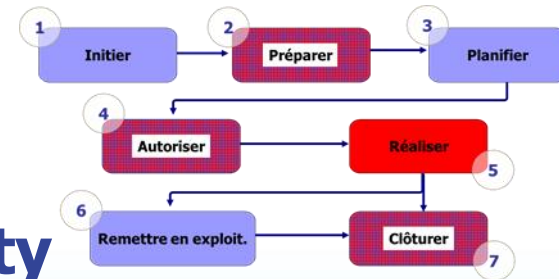 1
Initier
2
Préparer
3
Planifier
4
Autoriser
Réaliser
5
6
Remettre en exploit.
Clôturer
7
ty